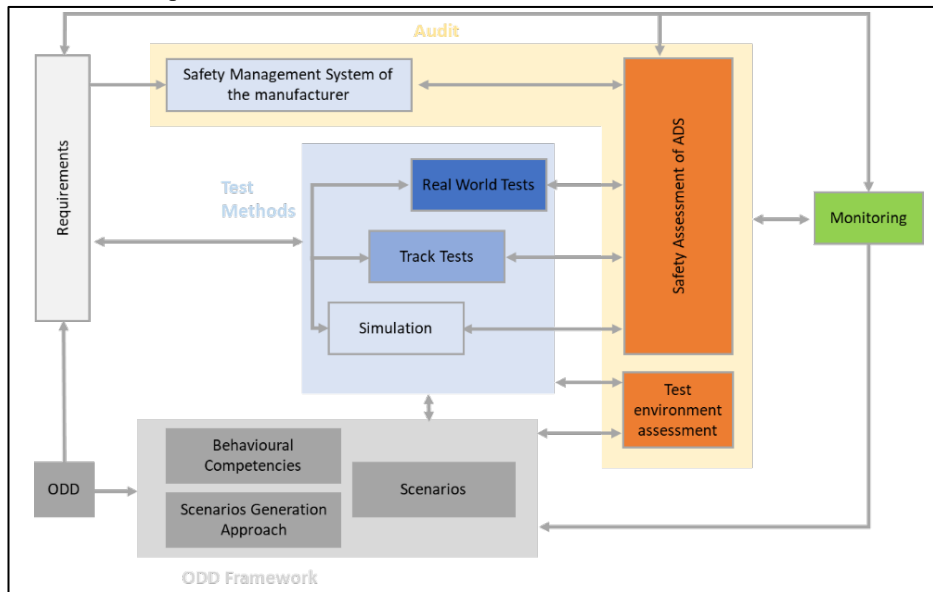 Audit
Safety Management System of
the manufacturer
Requirements
Safety Assessment of ADS
Test
Methods
Real World Tests
Track Tests
Simulation
Monitoring
Test
environment
assessment
Behavioural
Competencies
ODD
Scenarios
Scenarios Generation
Approach
ODD Framework